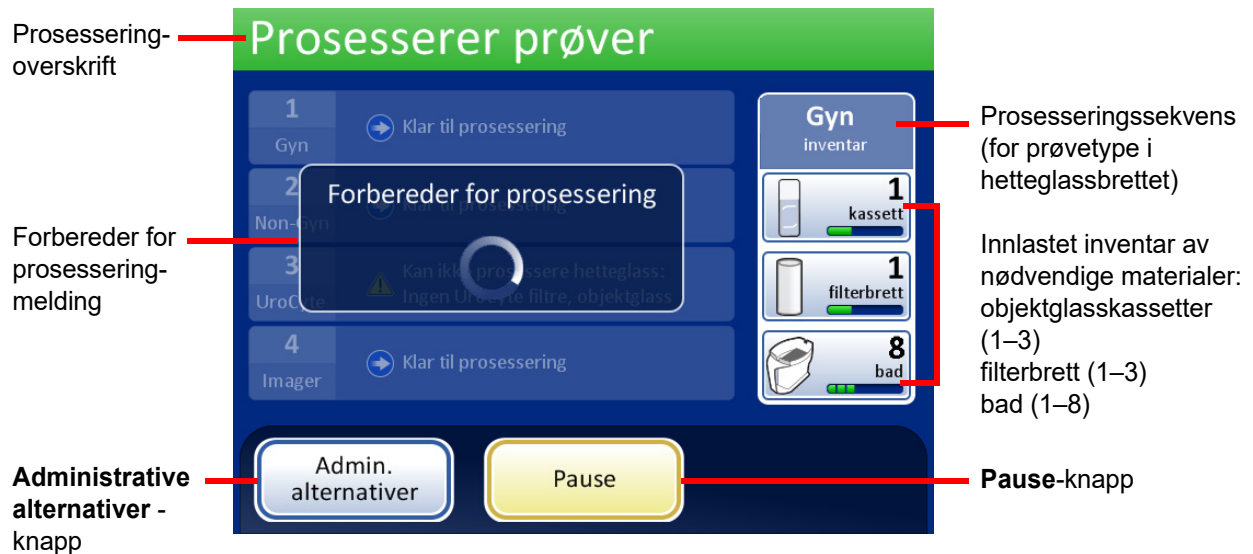 Prosessering-
overskrift
Forbereder for
prosessering-
melding
Administrative
alternativer -
knapp
Prosesserer prøver
1
Gyn
Klar til prosessering
2
Non-Gyn
Klar til prosessering
3
UroCyte
Kan ikke prosessere hetteglass:
Ingen UroCyte filtre, objektglass
4
Imager
Klar til prosessering
Forbereder for prosessering
Gyn
inventar
1
kassett
1
filterbrett
8
bad
Admin.
alternativer
Pause
Prosesseringssekvens
(for prøvetype i
hetteglassbrettet)
Innlastet inventar av
nødvendige materialer:
objektglasskassetter
(1–3)
filterbrett (1–3)
bad (1–8)
Pause-knapp